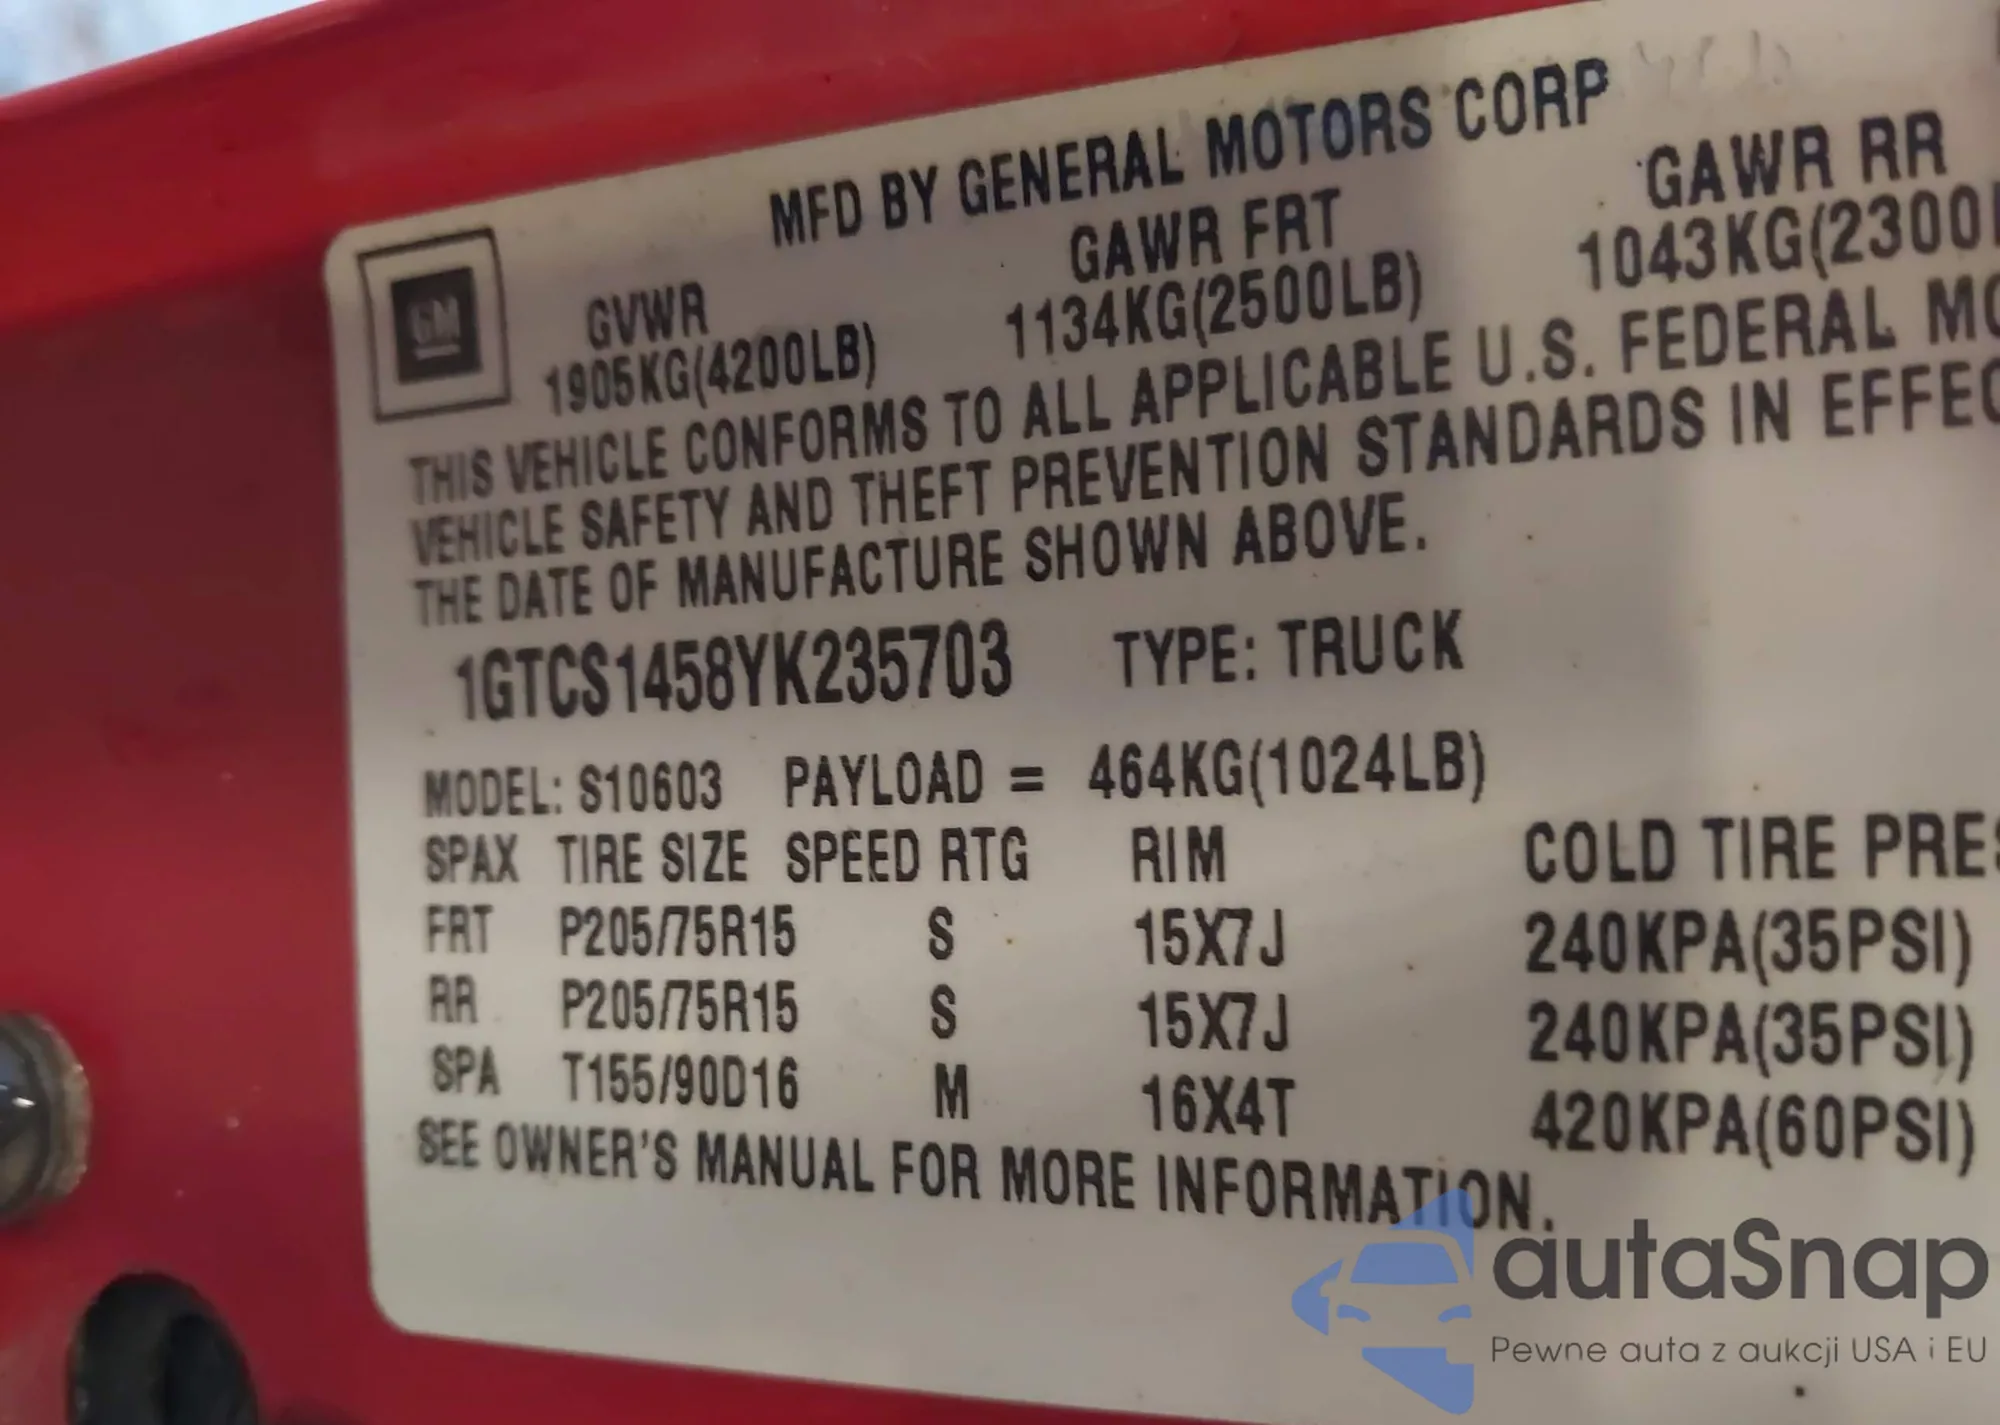 MFD BY GENERAL MOTORS CORP
GM
GVWR GAWR FRT GAWR RR
1905KG(4200LB) 1134KG(2500LB) 1043KG(2300
THIS VEHICLE CONFORMS TO ALL APPLICABLE U.S. FEDERAL
VEHICLE SAFETY AND THEFT PREVENTION STANDARDS IN
THE DATE OF MANUFACTURE SHOWN ABOVE.
1GTCS1458YK235703 TYPE: TRUCK
MODEL: S10603 PAYLOAD = 464KG(1024LB)
SPAX TIRE SIZE SPEED RTG RIM COLD TIRE
FRT P205/75R15 S 15X7J 240KPA(35PSI)
RR P205/75R15 S 15X7J 240KPA(35PSI)
SPA T155/90D16 M 16X4T 420KPA(60PSI)
SEE OWNER'S MANUAL FOR MORE INFORMATION.
autaSnap
Pewne auta z aukcji USA i EU